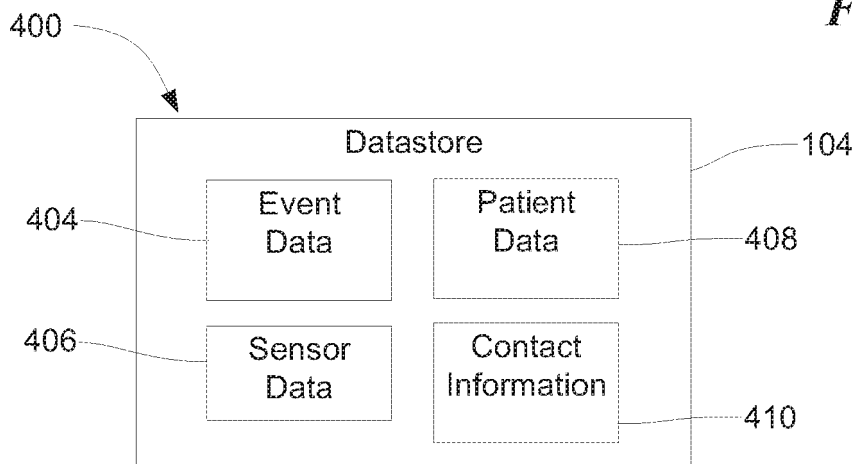 F
400
Datastore
104
Event
Data
Patient
Data
404
408
406
Sensor
Data
Contact
Information
410